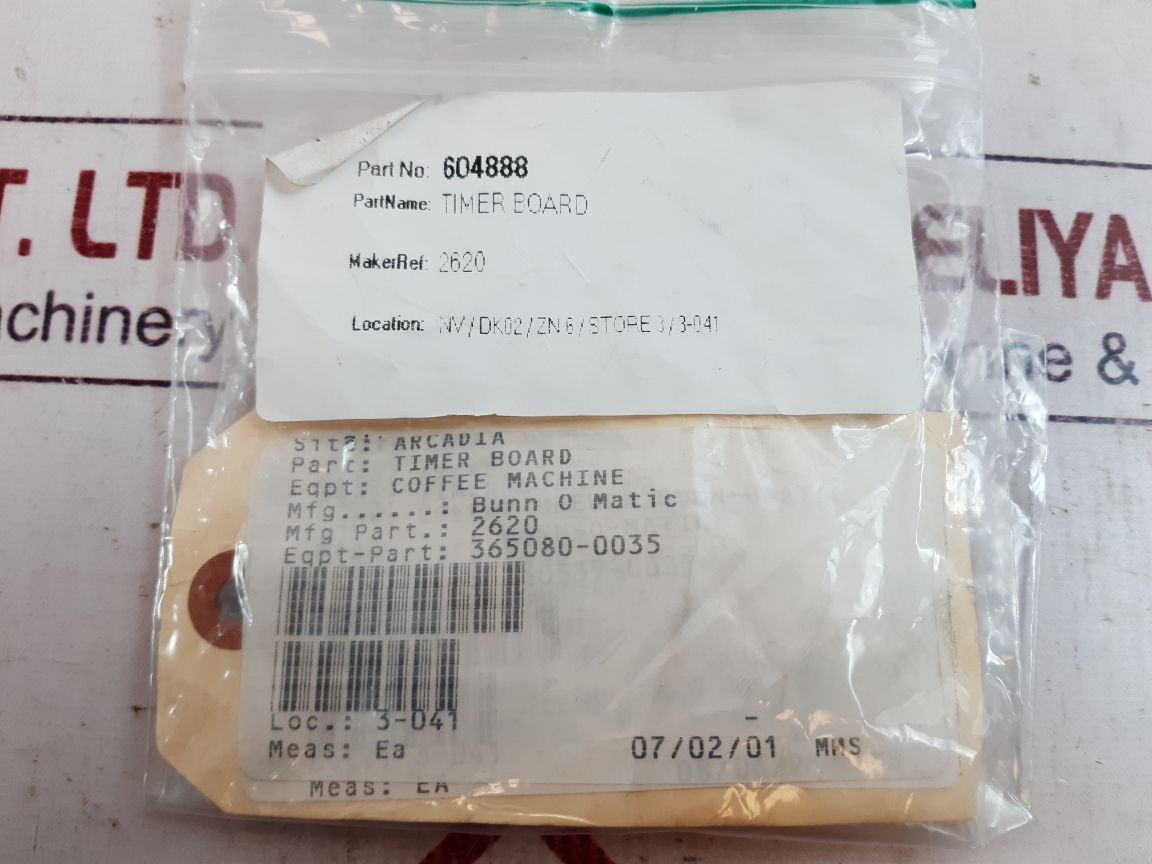 Part No: 604888
PartName: TIMER BOARD
MakerRef: 2620
Location: NV/DK02/ZN 6/STORE 3/3-041
T. LTD
achinery
ELIYA
ine &
Site: ARCADIA
Part: TIMER BOARD
Eqpt: COFFEE MACHINE
Mfg......: Bunn O Matic
Mfg Part.: 2620
Eqpt-Part: 365080-0035
Loc.: 3-041 -
Meas: Ea 07/02/01 MMS
Meas: EA